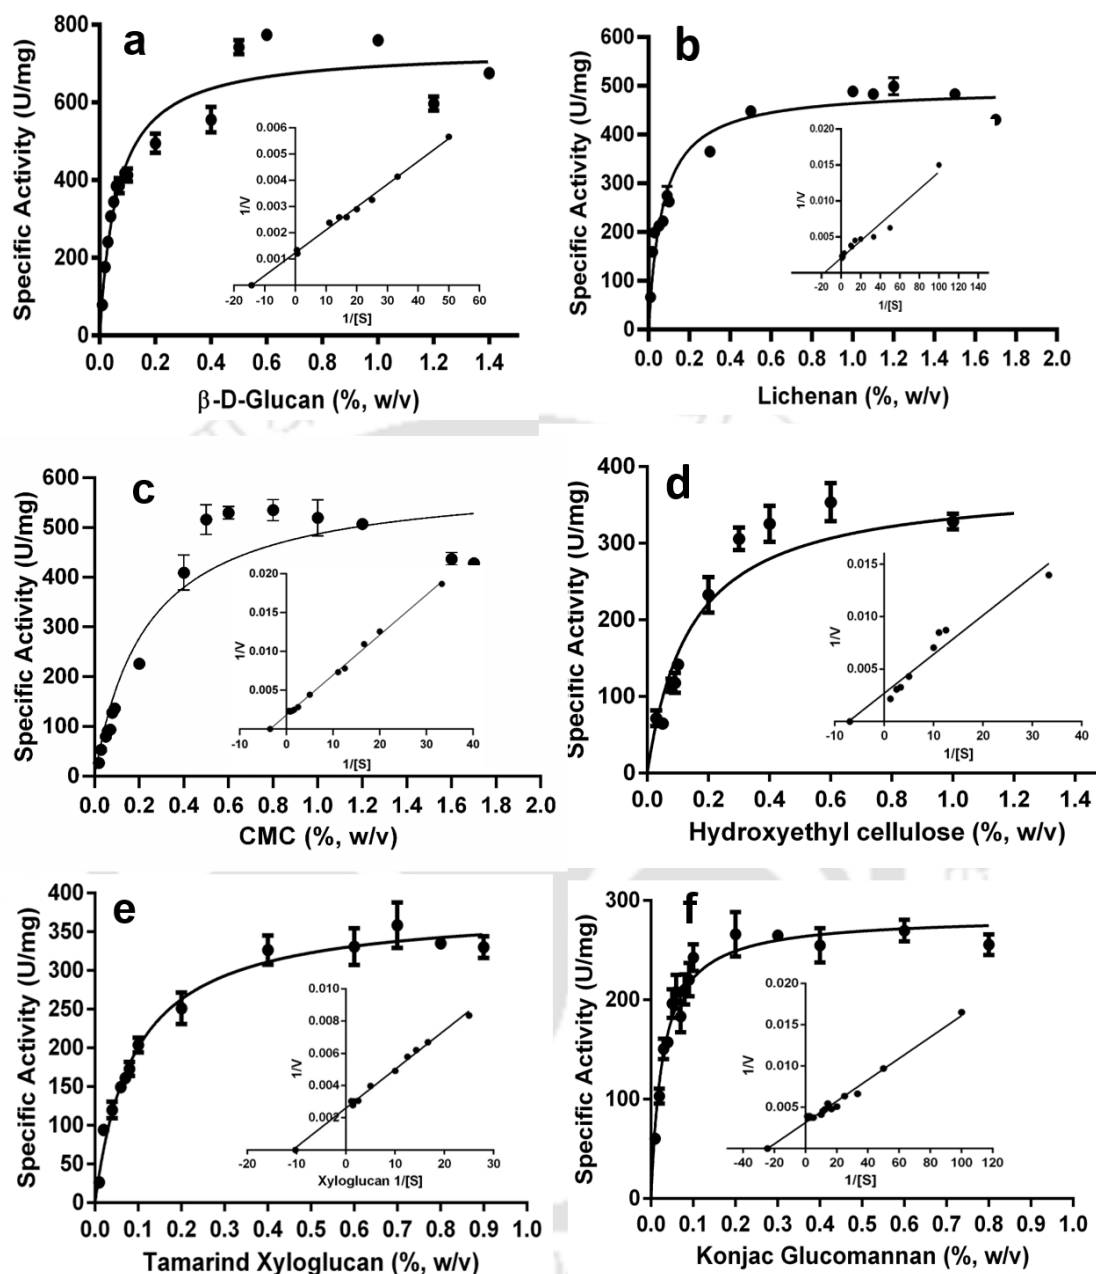 a
Specific Activity (U/mg)
800
600
400
200
0
0.0 0.2 0.4 0.6 0.8 1.0 1.2 1.4
β-D-Glucan (%, w/v)
1/V
0.006
0.005
0.004
0.003
0.002
0.001
-20 -10 0 10 20 30 40 50 60
1/[S]
b
Specific Activity (U/mg)
600
500
400
300
200
100
0
0.0 0.4 0.8 1.2 1.6 2.0
Lichenan (%, w/v)
1/V
0.020
0.015
0.010
0.005
-20 0 20 40 60 80 100 120 140
1/[S]
c
Specific Activity (U/mg)
600
500
400
300
200
100
0
0.0 0.2 0.4 0.6 0.8 1.0 1.2 1.4 1.6 2.0
CMC (%, w/v)
1/V
0.020
0.015
0.010
0.005
-10 0 10 20 30 40
1/[S]
d
Specific Activity (U/mg)
400
300
200
100
0
0.0 0.2 0.4 0.6 0.8 1.0 1.2 1.4
Hydroxyethyl cellulose (%, w/v)
1/V
0.015
0.010
0.005
-10 0 10 20 30 40
1/[S]
e
Specific Activity (U/mg)
400
350
300
250
200
150
100
50
0
0.0 0.1 0.2 0.3 0.4 0.5 0.6 0.7 0.8 0.9 1.0
Tamarind Xyloglucan (%, w/v)
1/V
0.010
0.008
0.006
0.004
0.002
-20 -10 0 10 20 30
Xyloglucan 1/[S]
f
Specific Activity (U/mg)
300
200
100
0
0.0 0.1 0.2 0.3 0.4 0.5 0.6 0.7 0.8 0.9 1.0
Konjac Glucomannan (%, w/v)
1/V
0.020
0.015
0.010
0.005
-40 -20 0 20 40 60 80 100 120
1/[S]